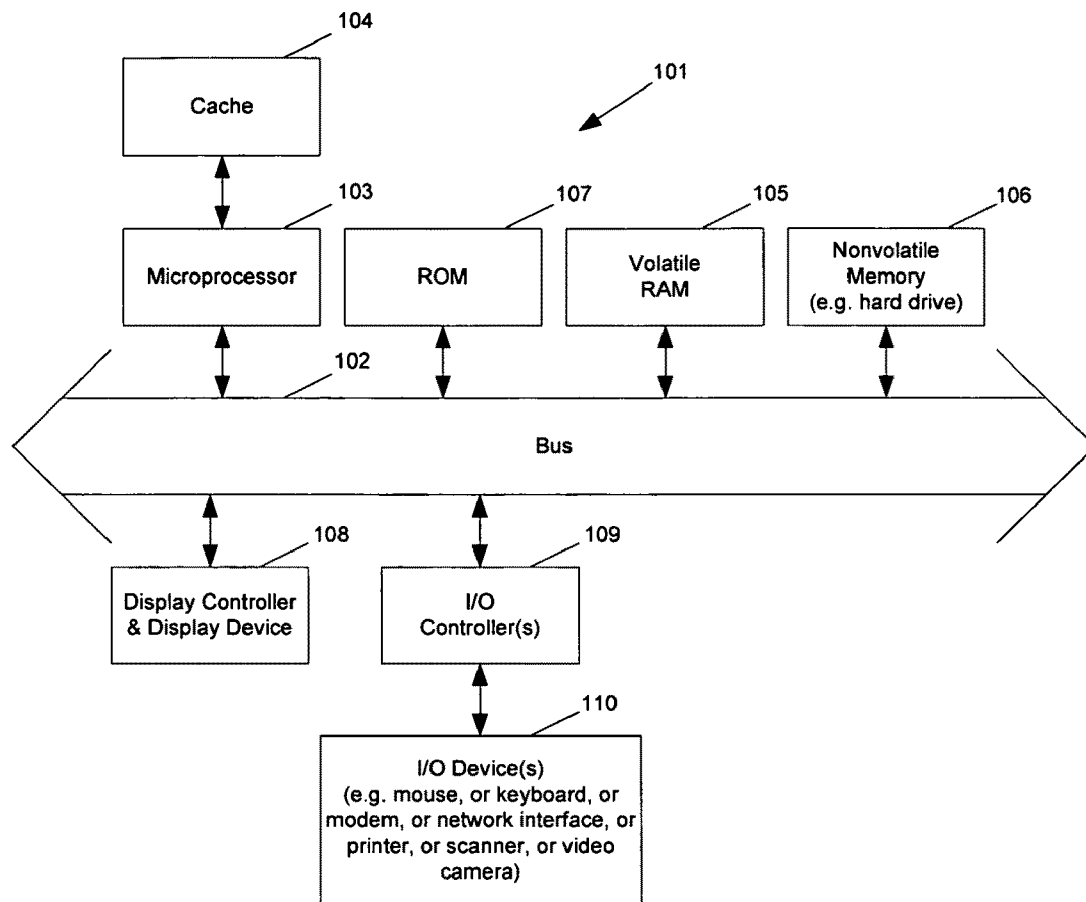 104
Cache
101
103
107
105
106
Microprocessor
ROM
Volatile
RAM
Nonvolatile
Memory
(e.g. hard drive)
102
Bus
108
109
Display Controller
& Display Device
I/O
Controller(s)
110
I/O Device(s)
(e.g. mouse, or keyboard, or
modem, or network interface, or
printer, or scanner, or video
camera)